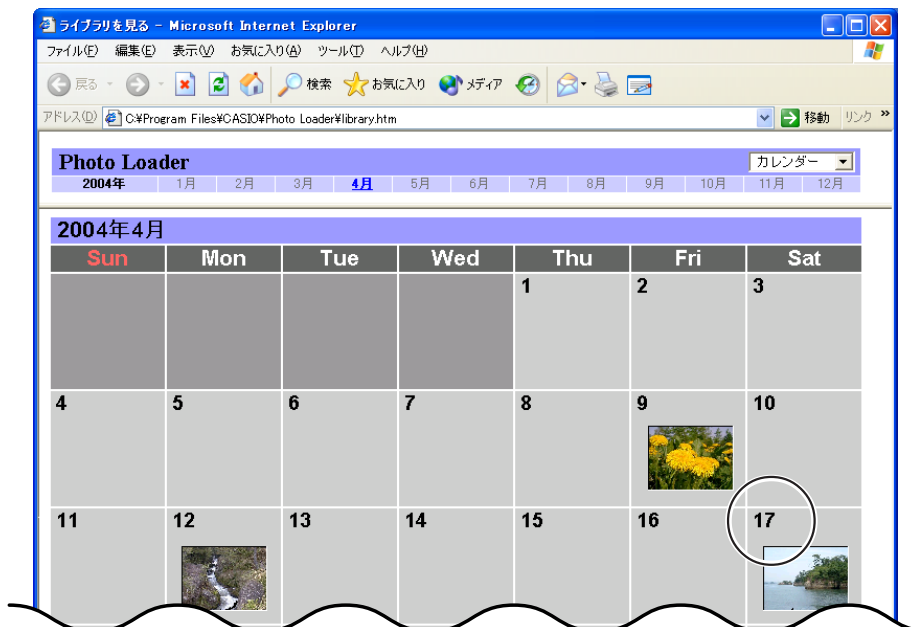 ライブラリを見る - Microsoft Internet Explorer
ファイル(F) 編集(E) 表示(V) お気に入り(A) ツール(T) ヘルプ(H)
戻る 検索 お気に入り メディア
アドレス(D) C:¥Program Files¥CASIO¥Photo Loader¥library.htm 移動 リンク »
Photo Loader カレンダー
2004年 1月 2月 3月 4月 5月 6月 7月 8月 9月 10月 11月 12月
2004年4月
Sun Mon Tue Wed Thu Fri Sat
1 2 3
4 5 6 7 8 9 10
11 12 13 14 15 16 17